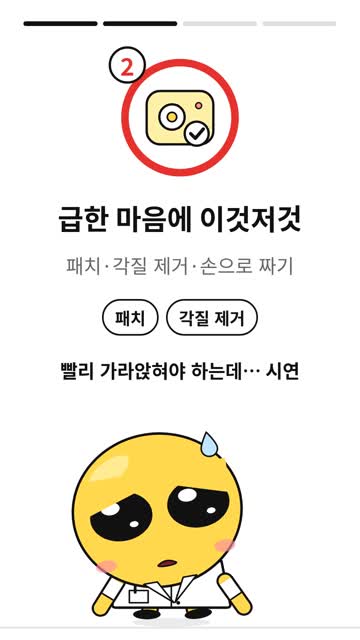 2
급한 마음에 이것저것
패치·각질 제거·손으로 짜기
패치
각질 제거
빨리 가라앉혀야 하는데… 시연